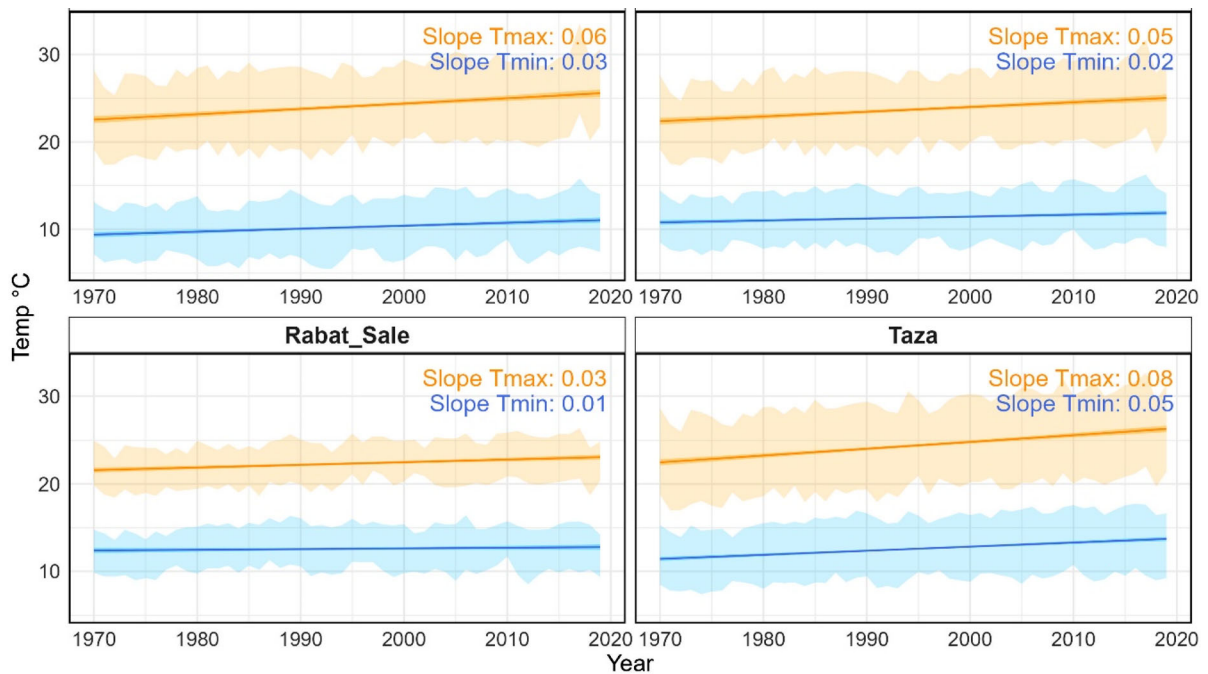 Temp °C
30
20
10
Slope Tmax: 0.06
Slope Tmin: 0.03
1970 1980 1990 2000 2010 2020
Slope Tmax: 0.05
Slope Tmin: 0.02
1970 1980 1990 2000 2010 2020
Rabat_Sale
30
20
10
Slope Tmax: 0.03
Slope Tmin: 0.01
1970 1980 1990 2000 2010 2020
Taza
Slope Tmax: 0.08
Slope Tmin: 0.05
1970 1980 1990 2000 2010 2020
Year